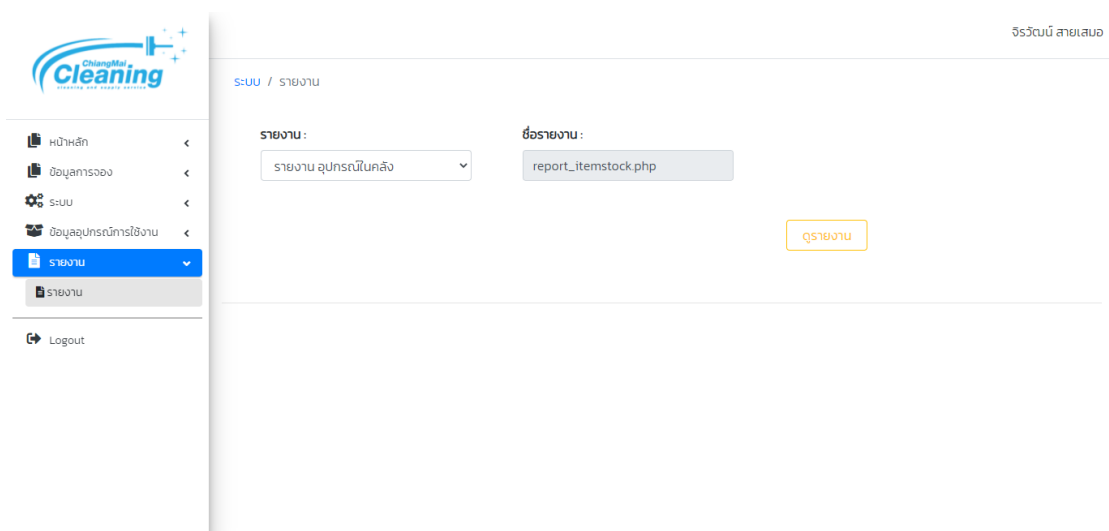 จิรวัฒน์ สายเสมอ
ChiangMai
Cleaning
cleaning and supply service
ระบบ / รายงาน
หน้าหลัก
ข้อมูลการจอง
ระบบ
ข้อมูลอุปกรณ์การใช้งาน
รายงาน
รายงาน
Logout
รายงาน :
ชื่อรายงาน :
รายงาน อุปกรณ์ในคลัง
report_itemstock.php
ดูรายงาน